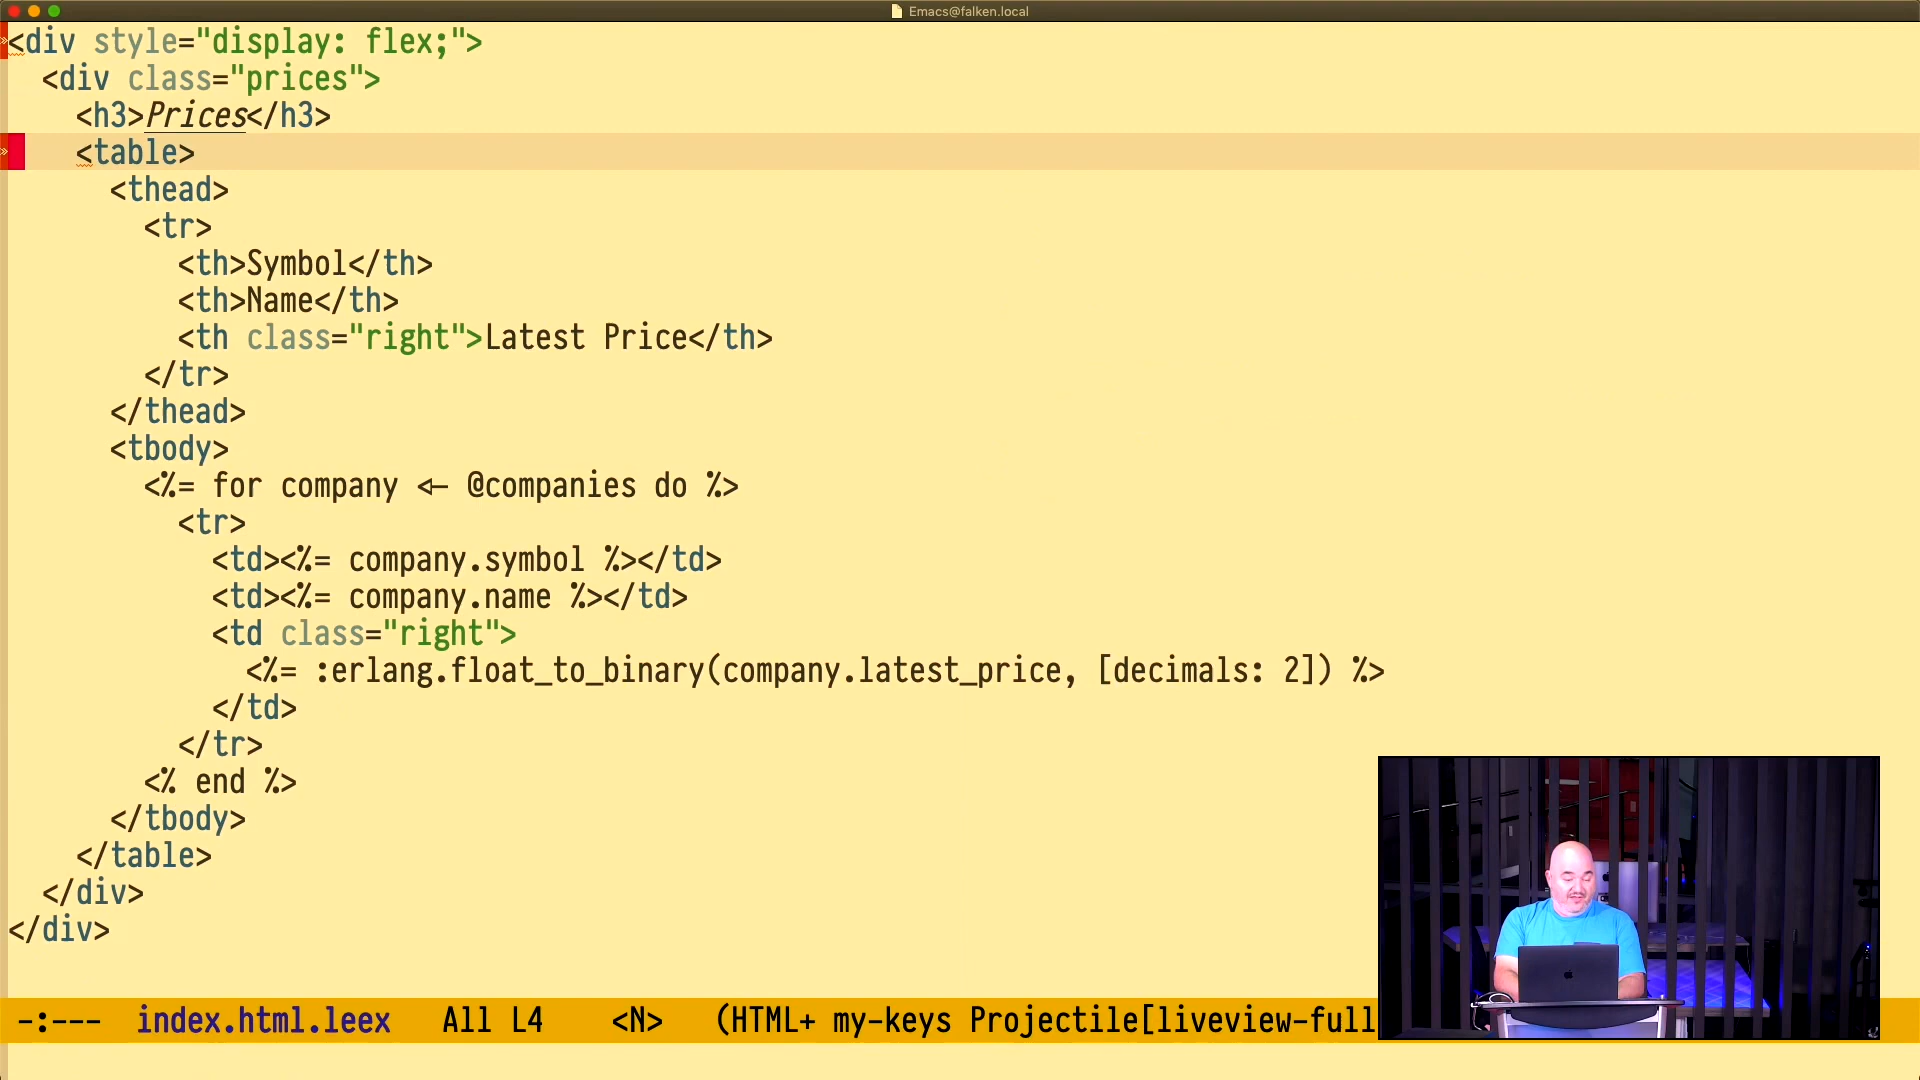 Emacs@falken.local
<div style="display: flex;">
<div class="prices">
<h3>Prices</h3>
<table>
<thead>
<tr>
<th>Symbol</th>
<th>Name</th>
<th class="right">Latest Price</th>
</tr>
</thead>
<tbody>
<%= for company <- @companies do %>
<tr>
<td><%= company.symbol %></td>
<td><%= company.name %></td>
<td class="right">
<%= :erlang.float_to_binary(company.latest_price, [decimals: 2]) %>
</td>
</tr>
<% end %>
</tbody>
</table>
</div>
</div>
-:--- index.html.leex All L4 <N> (HTML+ my-keys Projectile[liveview-full